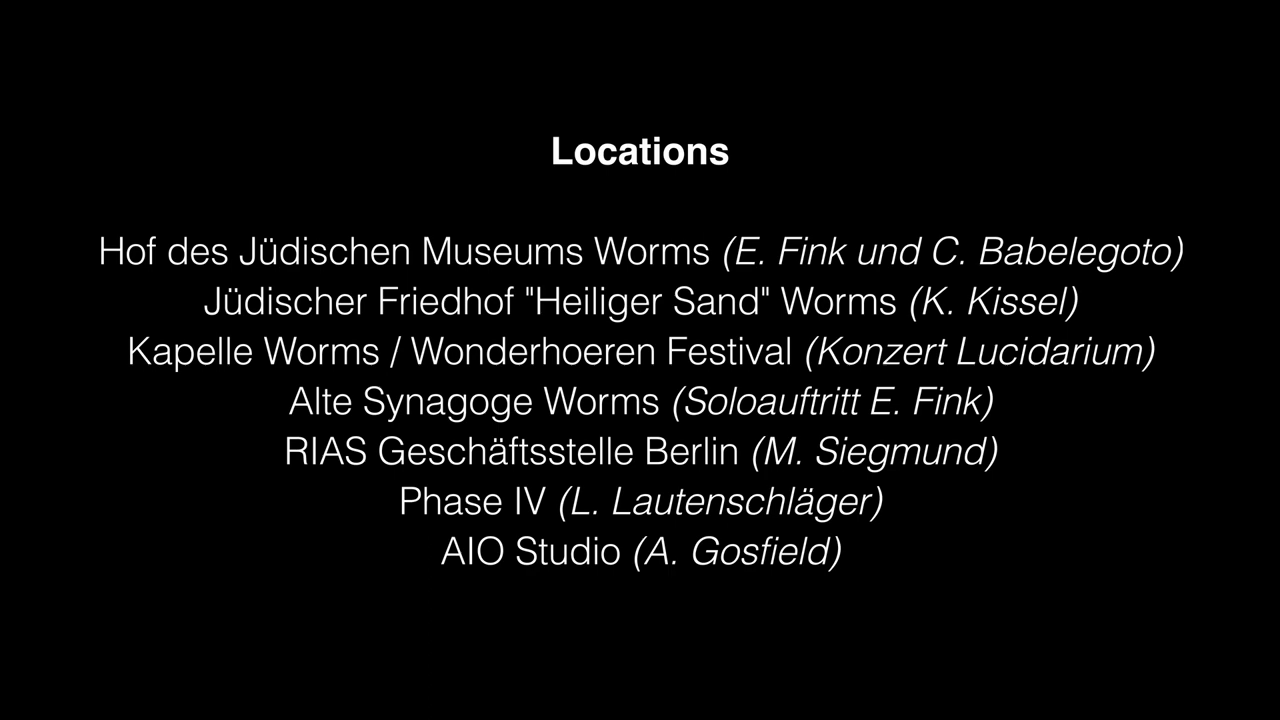 Locations
Hof des Jüdischen Museums Worms (E. Fink und C. Babelegoto)
Jüdischer Friedhof "Heiliger Sand" Worms (K. Kissel)
Kapelle Worms / Wonderhoeren Festival (Konzert Lucidarium)
Alte Synagoge Worms (Soloauftritt E. Fink)
RIAS Geschäftsstelle Berlin (M. Siegmund)
Phase IV (L. Lautenschläger)
AIO Studio (A. Gosfield)